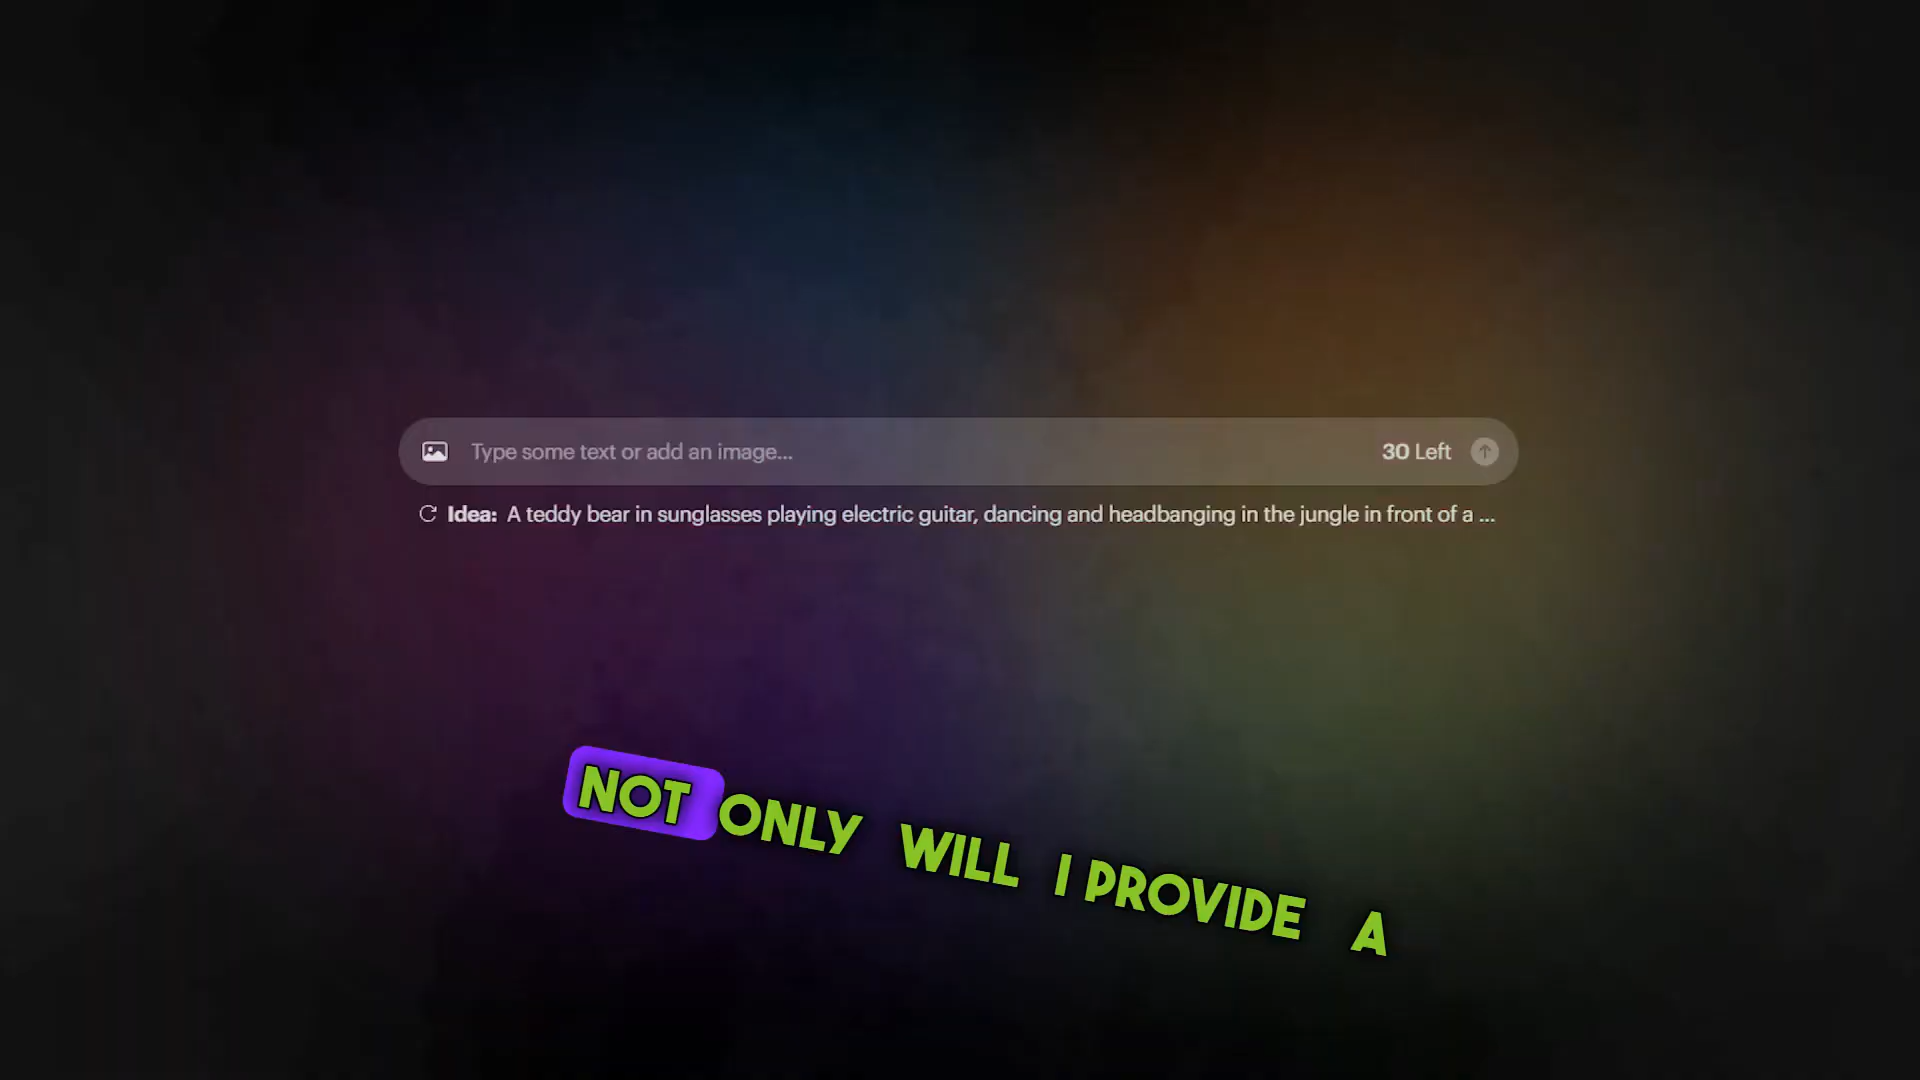 Type some text or add an image... 30 Left
Idea: A teddy bear in sunglasses playing electric guitar, dancing and headbanging in the jungle in front of a ...
NOT ONLY WILL I PROVIDE A